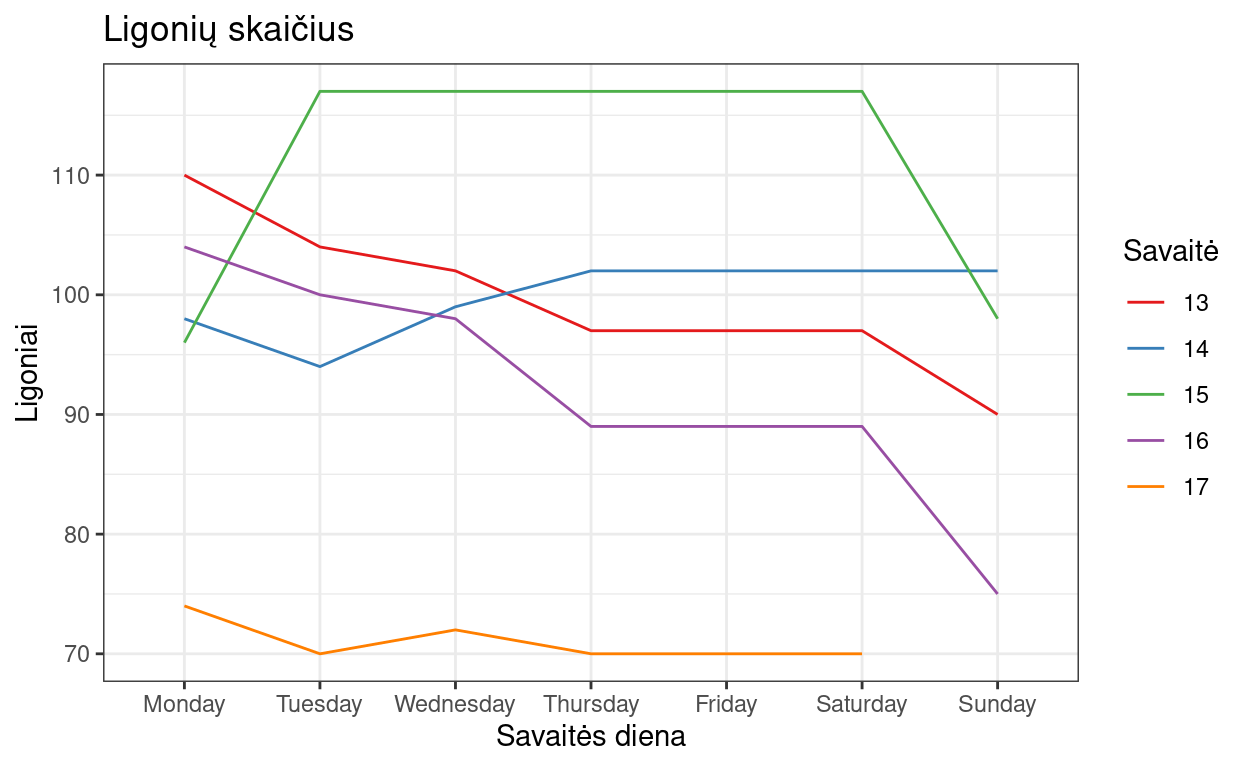 Ligonių skaičius
110
100
90
80
70
Ligoniai
Monday Tuesday Wednesday Thursday Friday Saturday Sunday
Savaitės diena
Savaitė
13
14
15
16
17